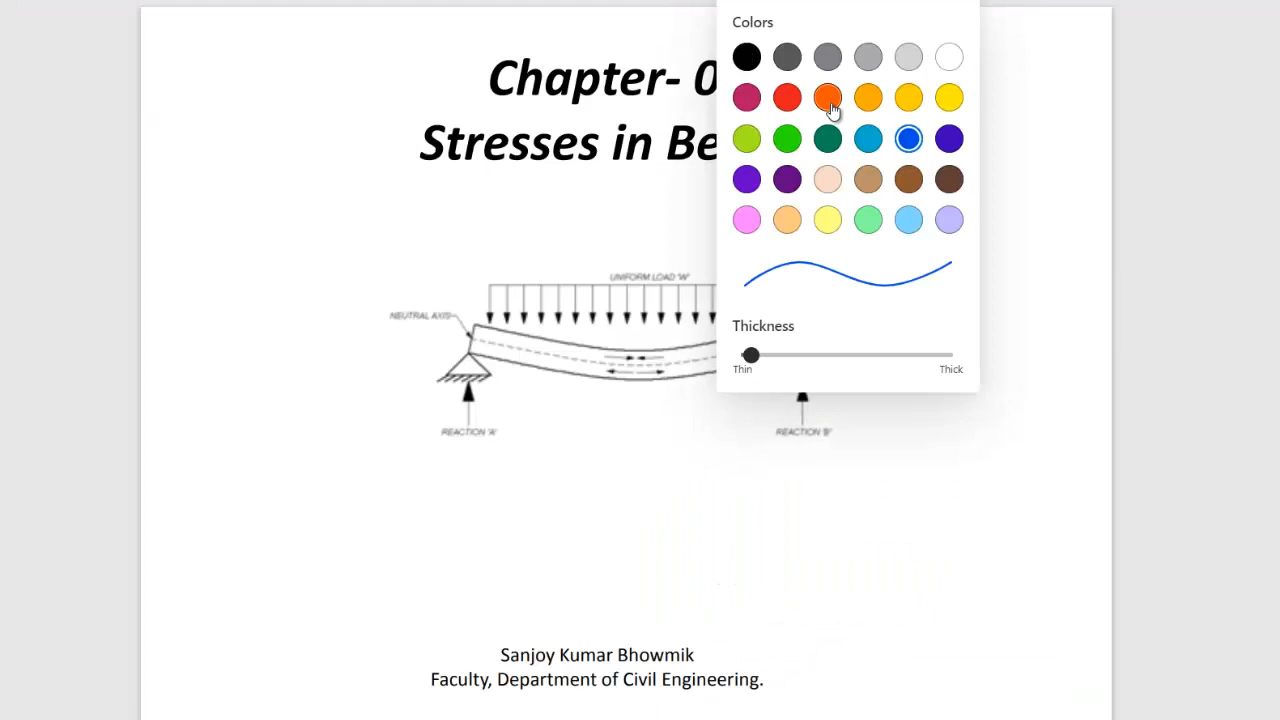 Colors
Chapter- 0
Stresses in Be
UNIFORM LOAD 'W'
NEUTRAL AXIS
Thickness
Thin
Thick
REACTION 'A'
REACTION 'B'
Sanjoy Kumar Bhowmik
Faculty, Department of Civil Engineering.